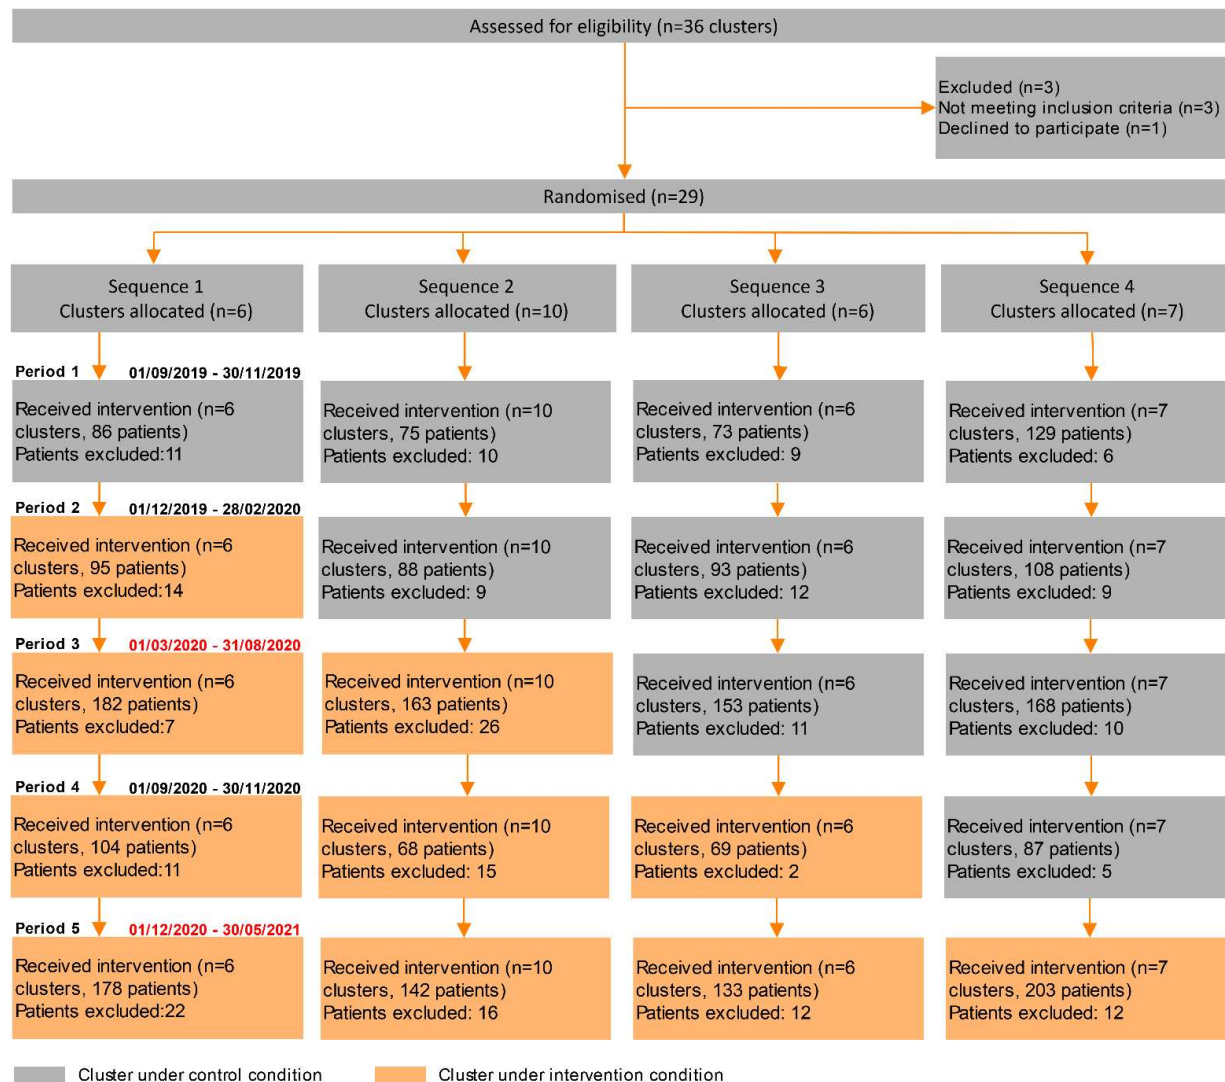 Assessed for eligibility (n=36 clusters)
Excluded (n=3)
Not meeting inclusion criteria (n=3)
Declined to participate (n=1)
Randomised (n=29)
Sequence 1
Clusters allocated (n=6)
Sequence 2
Clusters allocated (n=10)
Sequence 3
Clusters allocated (n=6)
Sequence 4
Clusters allocated (n=7)
Period 1 01/09/2019 - 30/11/2019
Received intervention (n=6
clusters, 86 patients)
Patients excluded:11
Received intervention (n=10
clusters, 75 patients)
Patients excluded: 10
Received intervention (n=6
clusters, 73 patients)
Patients excluded: 9
Received intervention (n=7
clusters, 129 patients)
Patients excluded: 6
Period 2 01/12/2019 - 28/02/2020
Received intervention (n=6
clusters, 95 patients)
Patients excluded:14
Received intervention (n=10
clusters, 88 patients)
Patients excluded: 9
Received intervention (n=6
clusters, 93 patients)
Patients excluded: 12
Received intervention (n=7
clusters, 108 patients)
Patients excluded: 9
Period 3 01/03/2020 - 31/08/2020
Received intervention (n=6
clusters, 182 patients)
Patients excluded:7
Received intervention (n=10
clusters, 163 patients)
Patients excluded: 26
Received intervention (n=6
clusters, 153 patients)
Patients excluded: 11
Received intervention (n=7
clusters, 168 patients)
Patients excluded: 10
Period 4 01/09/2020 - 30/11/2020
Received intervention (n=6
clusters, 104 patients)
Patients excluded:11
Received intervention (n=10
clusters, 68 patients)
Patients excluded: 15
Received intervention (n=6
clusters, 69 patients)
Patients excluded: 2
Received intervention (n=7
clusters, 87 patients)
Patients excluded: 5
Period 5 01/12/2020 - 30/05/2021
Received intervention (n=6
clusters, 178 patients)
Patients excluded:22
Received intervention (n=10
clusters, 142 patients)
Patients excluded: 16
Received intervention (n=6
clusters, 133 patients)
Patients excluded: 12
Received intervention (n=7
clusters, 203 patients)
Patients excluded: 12
Cluster under control condition
Cluster under intervention condition